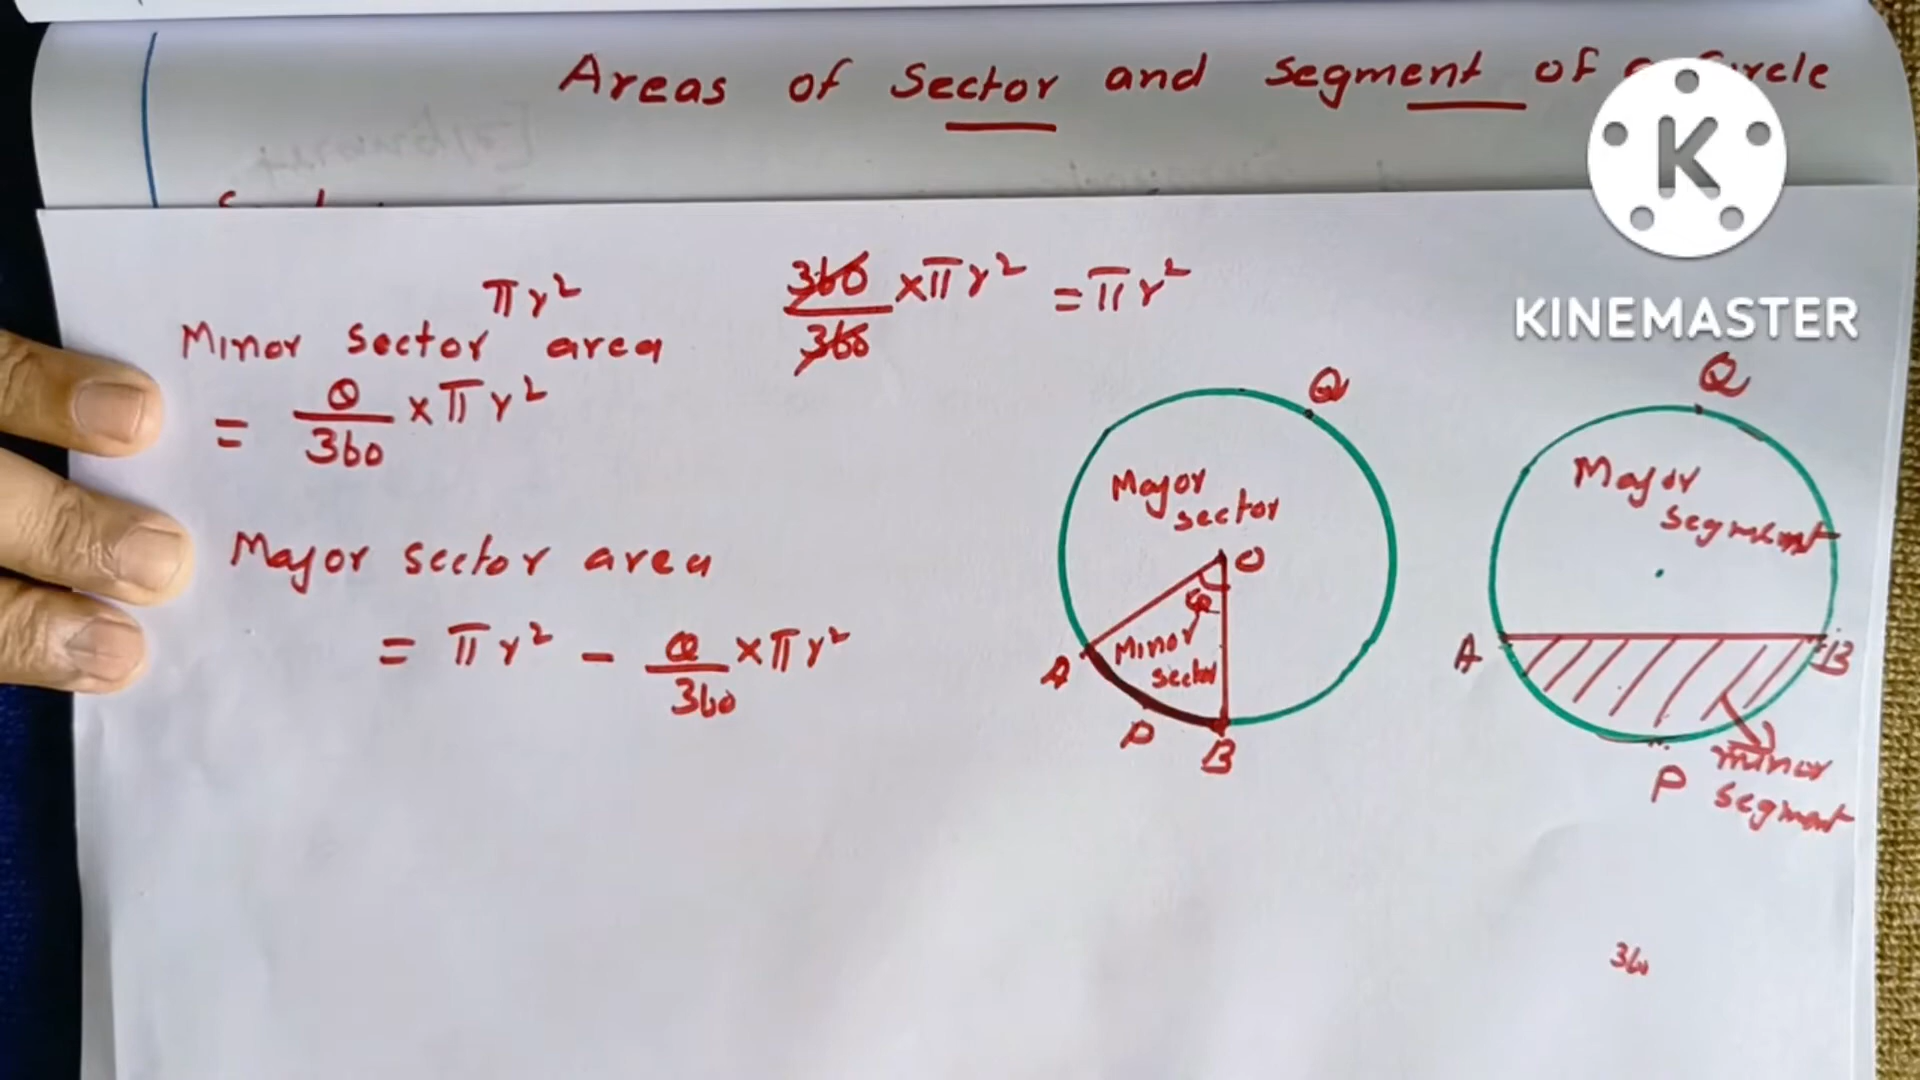 Areas of Sector and segment of a Circle
πr²
360/360 × πr² = πr²
Minor sector area
= θ/360 × πr²
Major sector area
= πr² - θ/360 × πr²
Q
Major
sector
O
θ
Minor
sector
A
P
B
Q
Major
segment
A
B
P
minor
segment
360
KINEMASTER